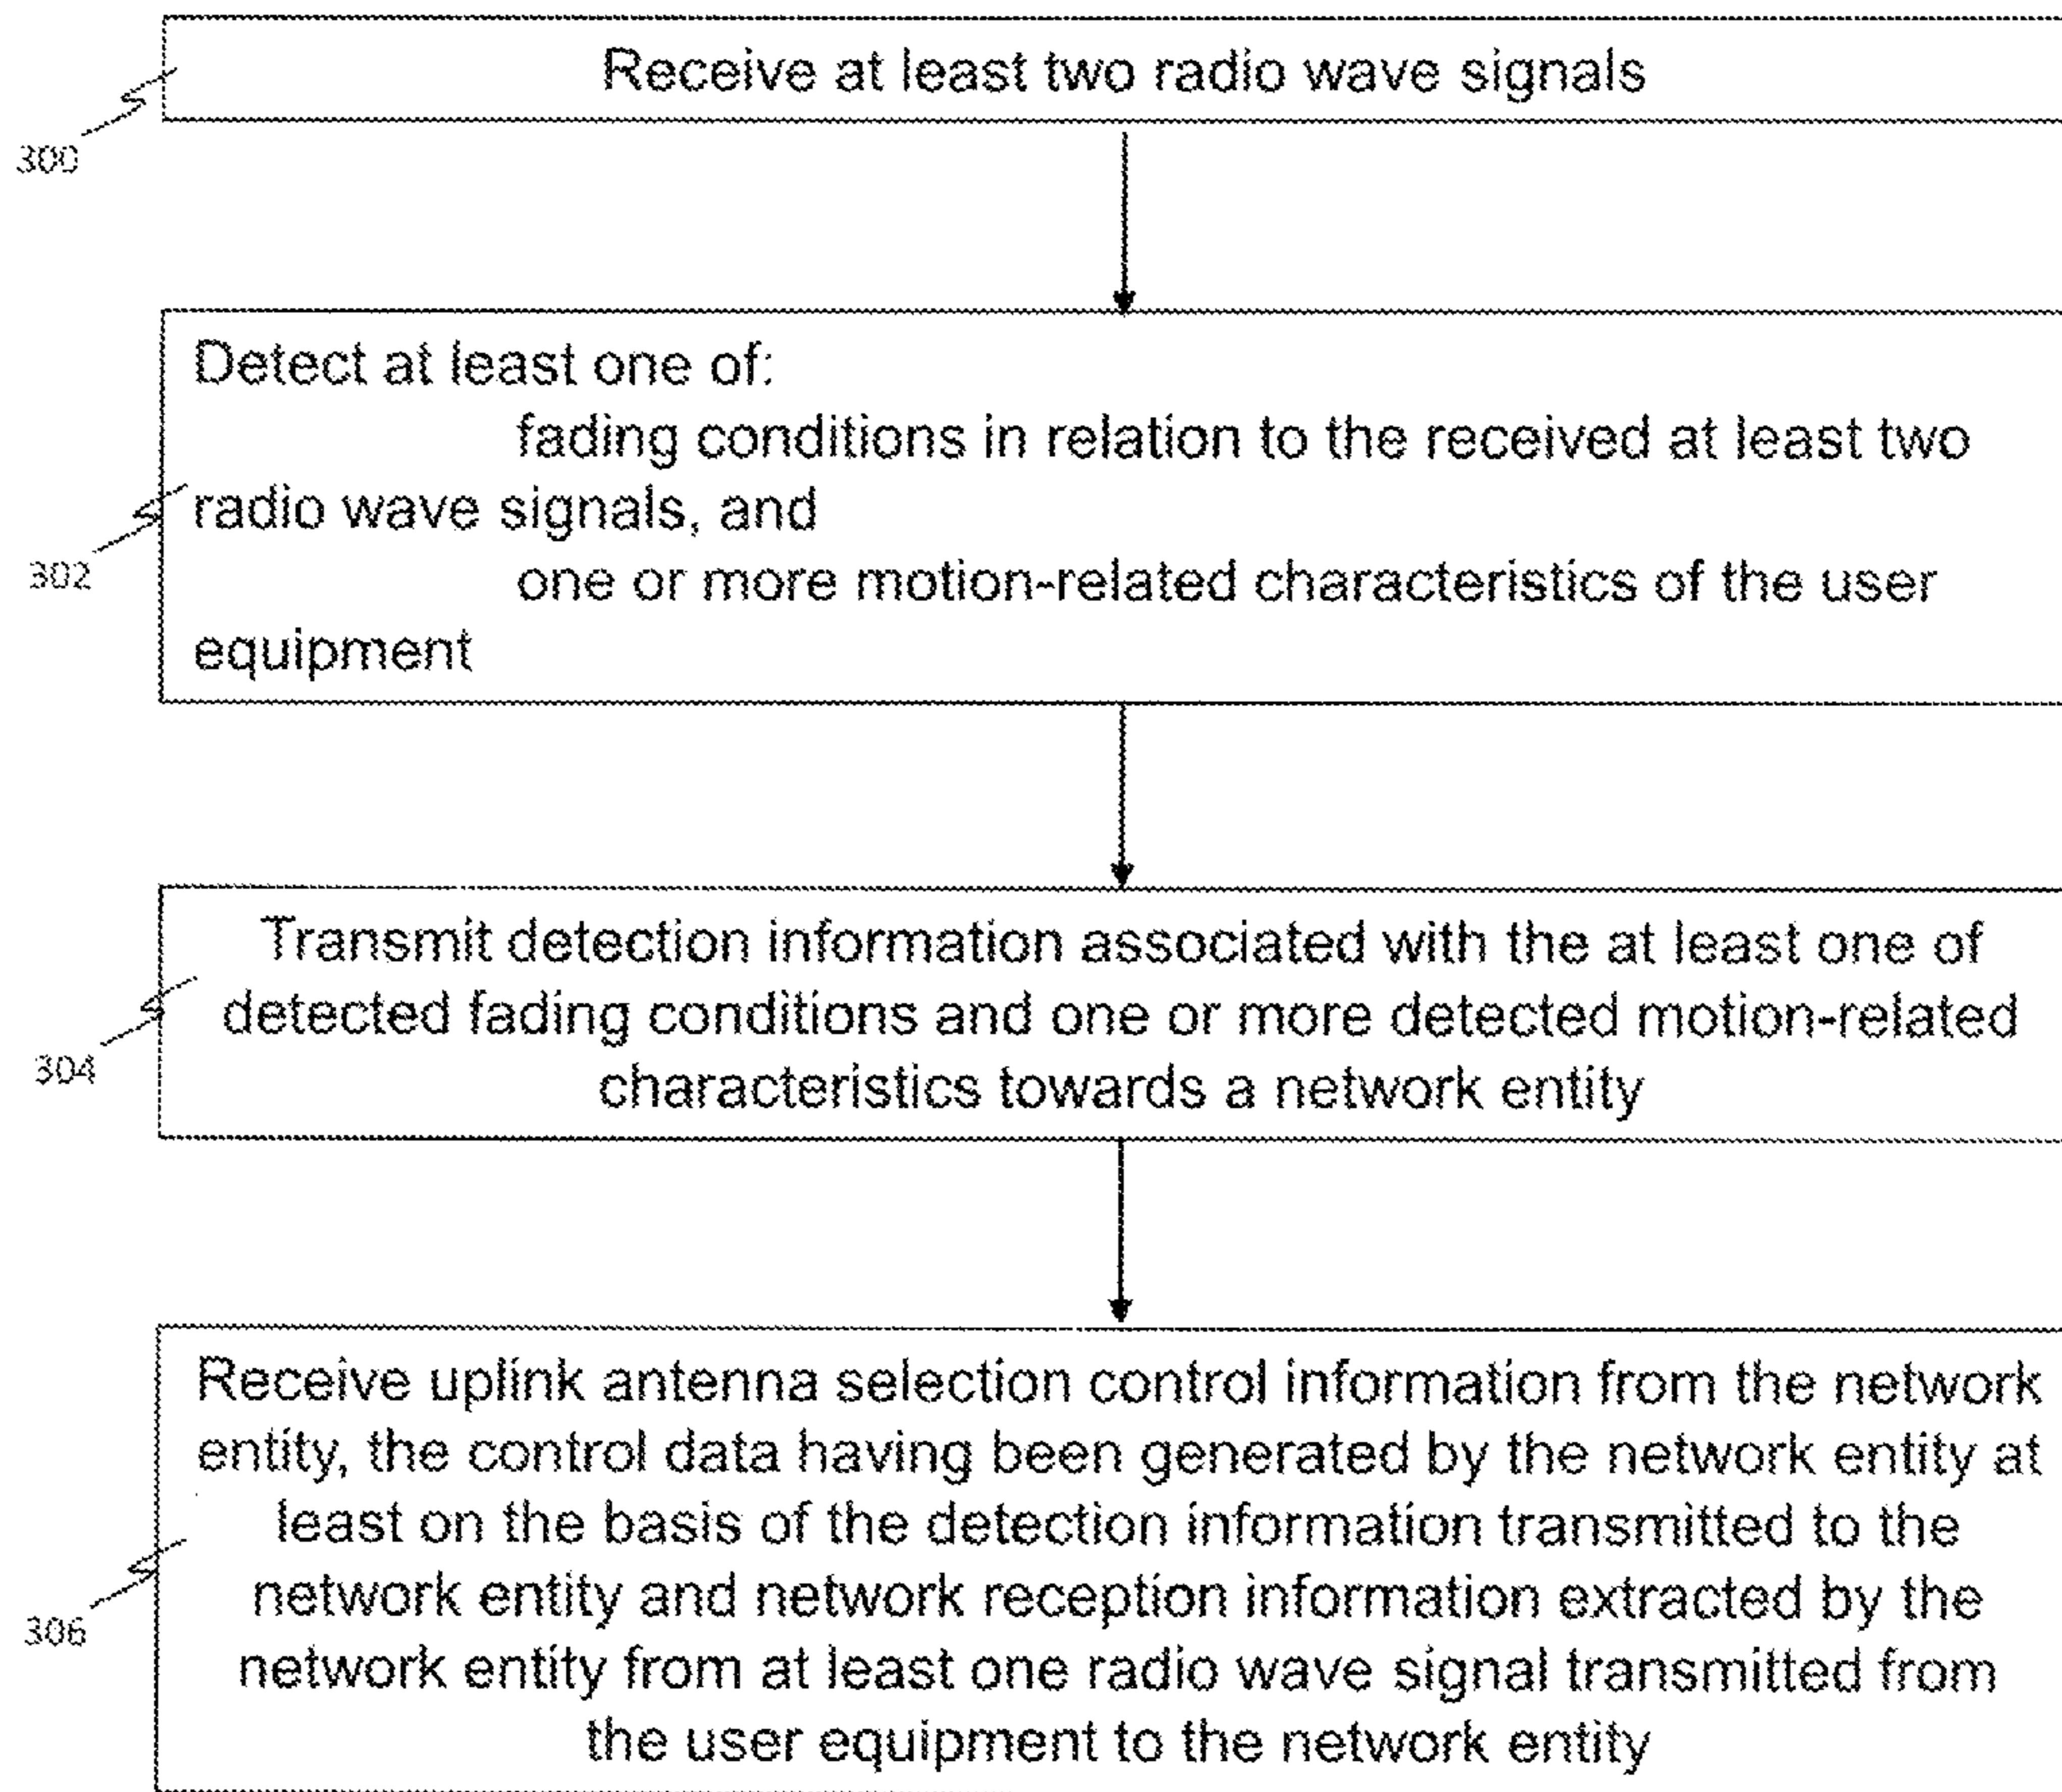 Receive at least two radio wave signals
300
Detect at least one of:
fading conditions in relation to the received at least two
radio wave signals, and
one or more motion-related characteristics of the user
equipment
302
Transmit detection information associated with the at least one of
detected fading conditions and one or more detected motion-related
characteristics towards a network entity
304
Receive uplink antenna selection control information from the network
entity, the control data having been generated by the network entity at
least on the basis of the detection information transmitted to the
network entity and network reception information extracted by the
network entity from at least one radio wave signal transmitted from
the user equipment to the network entity
306